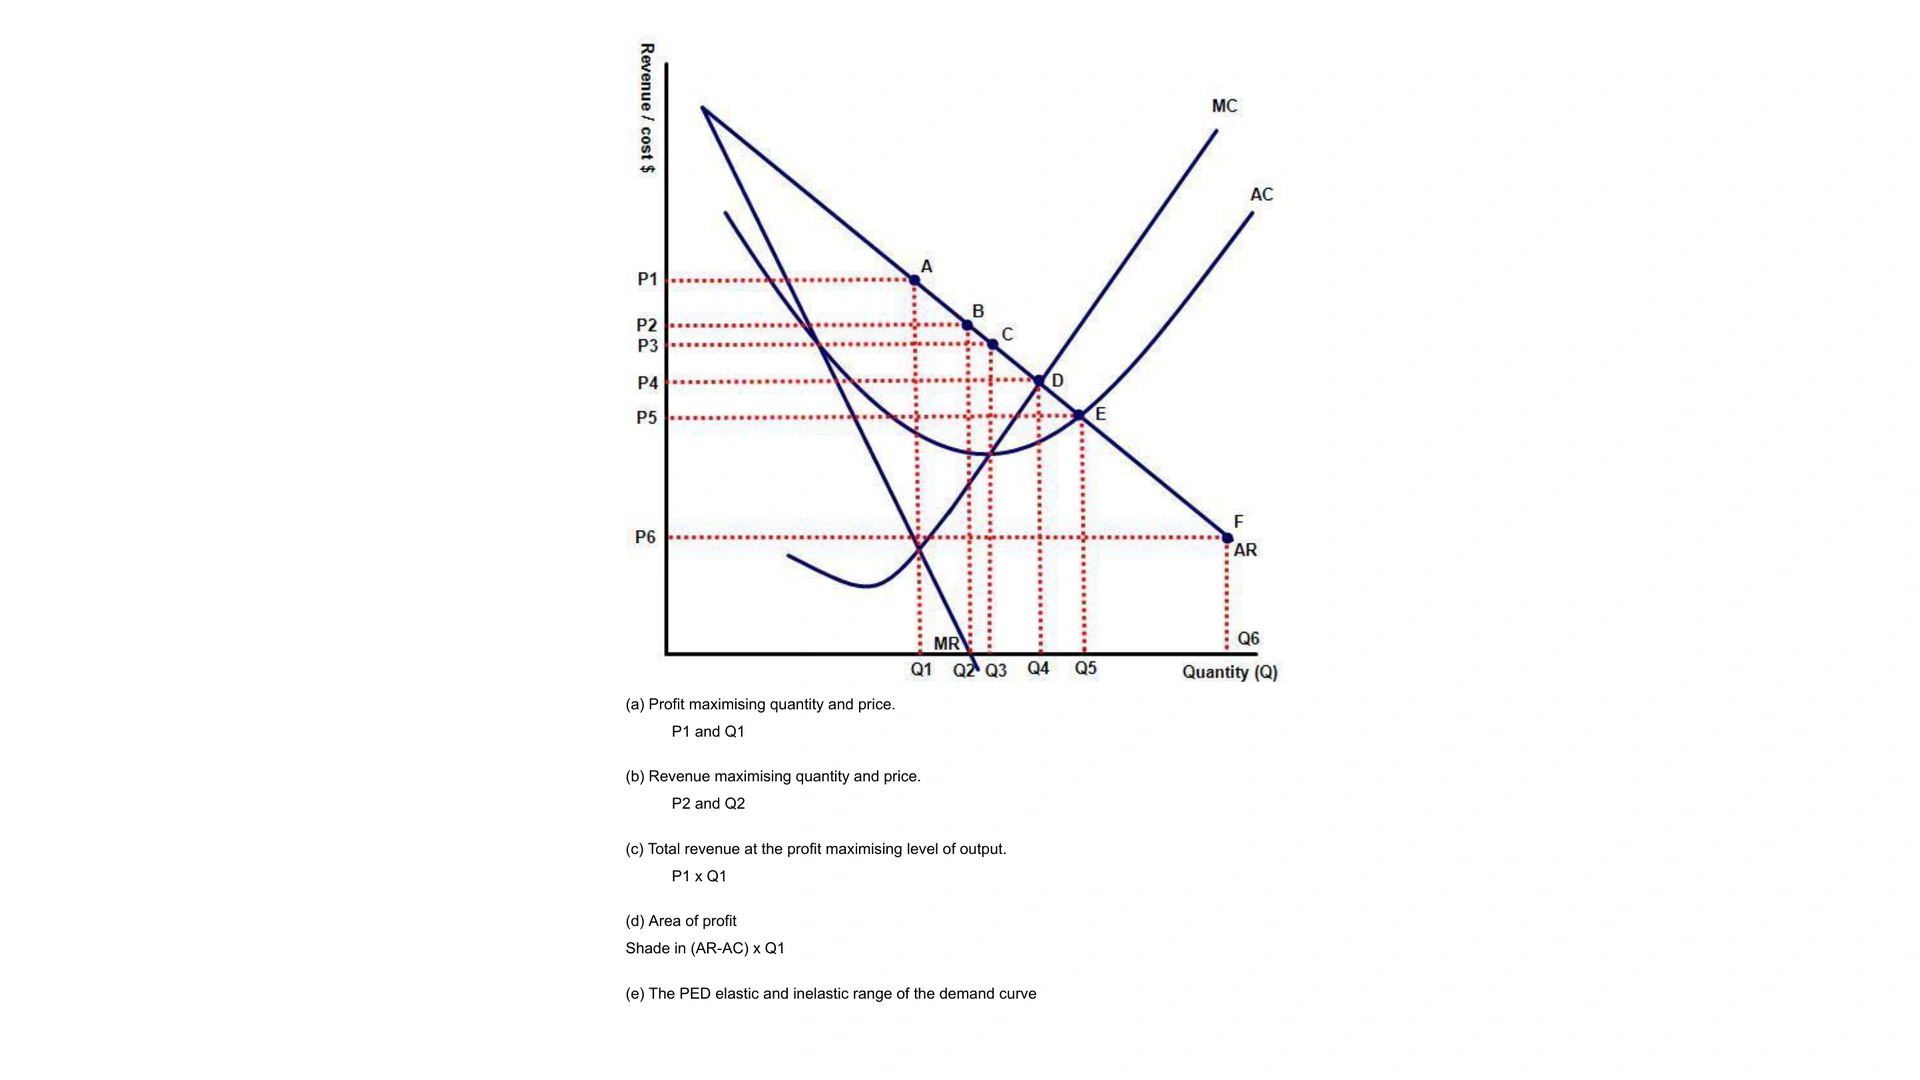 Revenue / cost $
MC
AC
A
P1
B
P2
C
P3
D
P4
E
P5
F
P6
AR
Q6
MR
Q1 Q2 Q3 Q4 Q5
Quantity (Q)
(a) Profit maximising quantity and price.
P1 and Q1
(b) Revenue maximising quantity and price.
P2 and Q2
(c) Total revenue at the profit maximising level of output.
P1 x Q1
(d) Area of profit
Shade in (AR-AC) x Q1
(e) The PED elastic and inelastic range of the demand curve